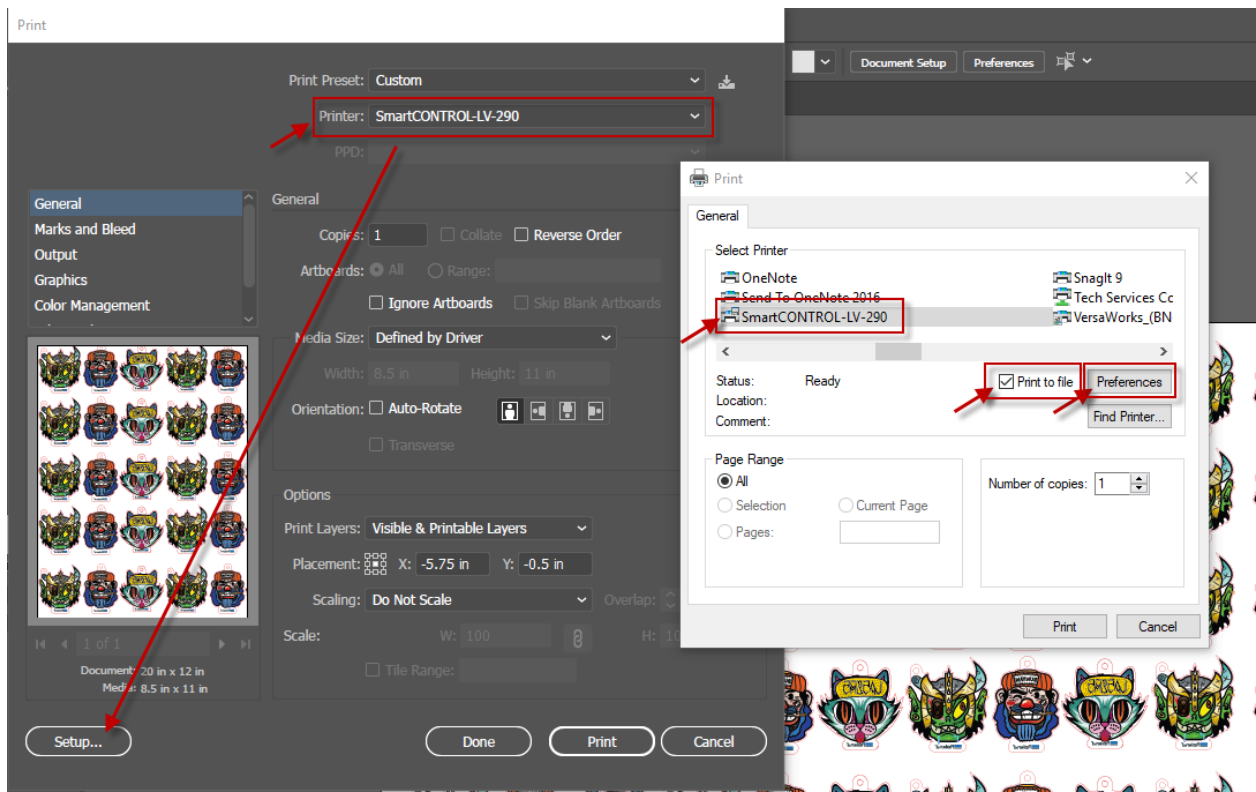 Print
Document Setup
Preferences
Print Preset: Custom
Printer: SmartCONTROL-LV-290
PPD:
General
Marks and Bleed
Output
Graphics
Color Management
General
Copies: 1 Collate Reverse Order
Artboards: All Range:
Ignore Artboards Skip Blank Artboards
Media Size: Defined by Driver
Width: 8.5 in Height: 11 in
Orientation: Auto-Rotate
Transverse
Options
Print Layers: Visible & Printable Layers
Placement: X: -5.75 in Y: -0.5 in
Scaling: Do Not Scale Overlap:
Scale: W: 100 H: 10
Tile Range:
1 of 1
Document: 20 in x 12 in
Media: 8.5 in x 11 in
Setup...
Done
Print
Cancel
Print
General
Select Printer
OneNote
Send To OneNote 2016
SmartCONTROL-LV-290
SnagIt 9
Tech Services Cc
VersaWorks_(BN
Status: Ready
Location:
Comment:
Print to file
Preferences
Find Printer...
Page Range
All
Selection
Current Page
Pages:
Number of copies: 1
Print
Cancel